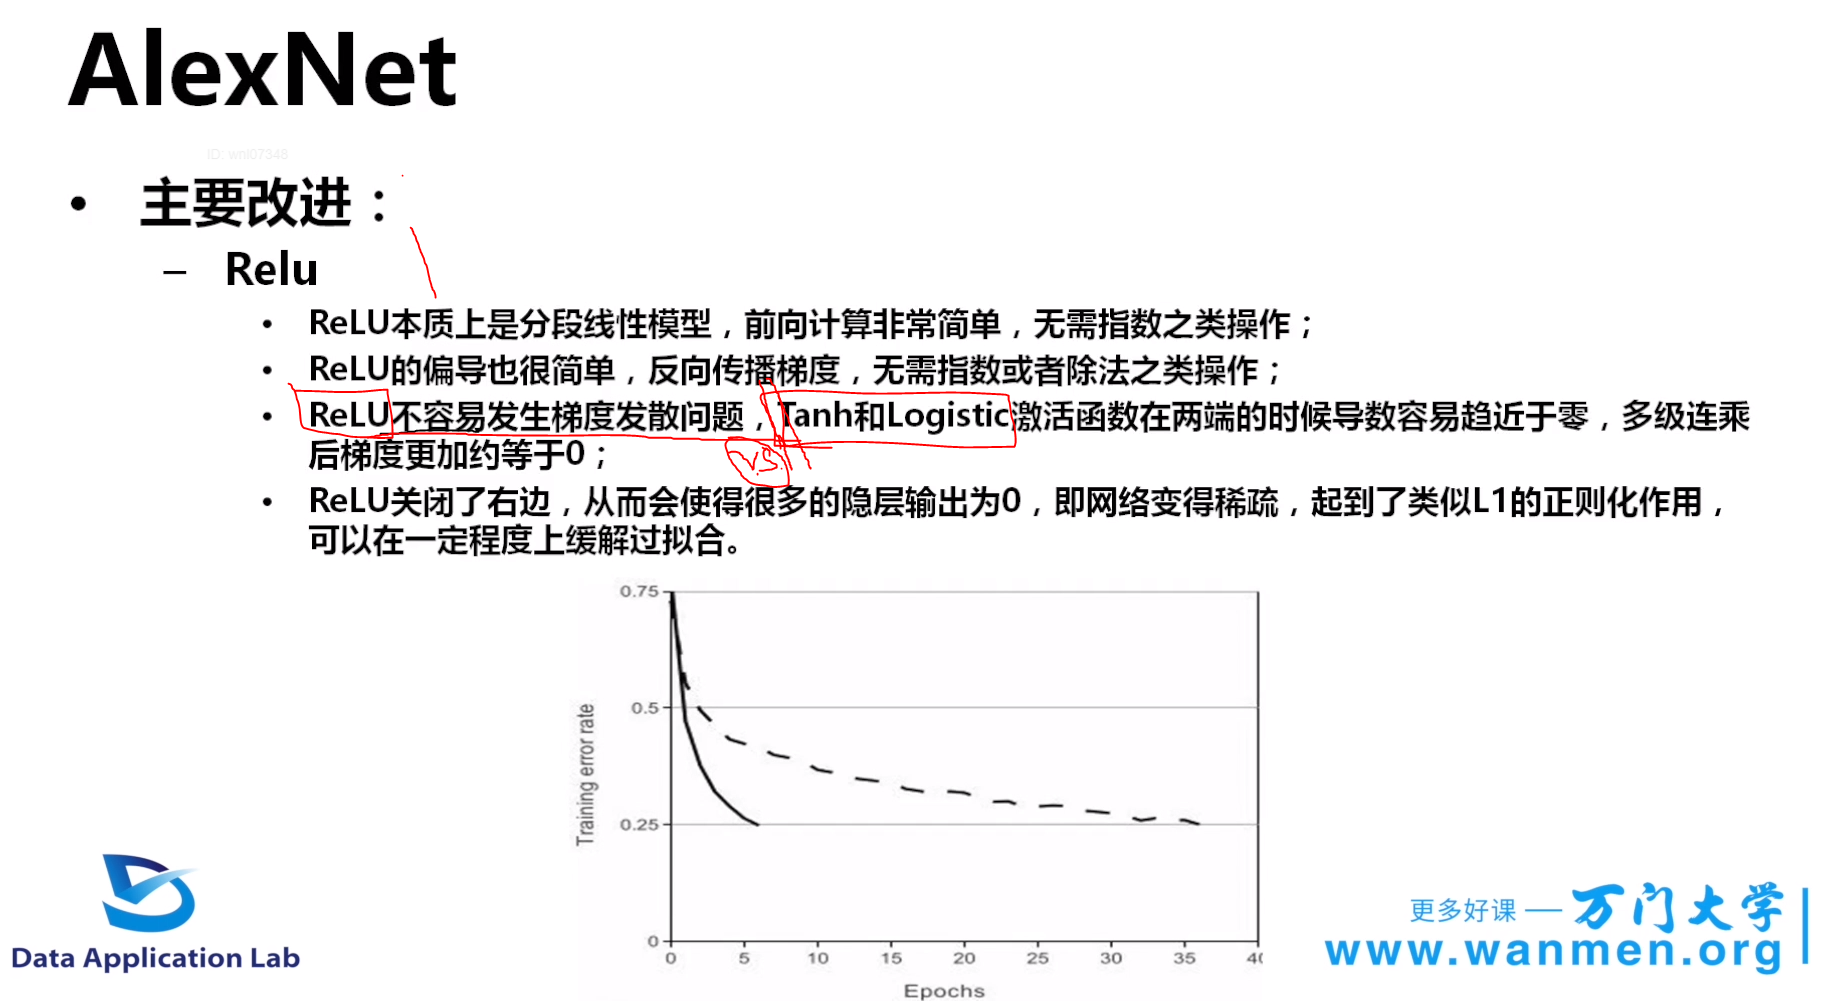 AlexNet
ID: wnl07348
• 主要改进：
– Relu
• ReLU本质上是分段线性模型，前向计算非常简单，无需指数之类操作；
• ReLU的偏导也很简单，反向传播梯度，无需指数或者除法之类操作；
• ReLU不容易发生梯度发散问题，Tanh和Logistic激活函数在两端的时候导数容易趋近于零，多级连乘
后梯度更加约等于0；
V.S.
• ReLU关闭了右边，从而会使得很多的隐层输出为0，即网络变得稀疏，起到了类似L1的正则化作用，
可以在一定程度上缓解过拟合。
0.75
0.5
0.25
0
Training error rate
0 5 10 15 20 25 30 35 40
Epochs
Data Application Lab
更多好课 — 万门大学
www.wanmen.org